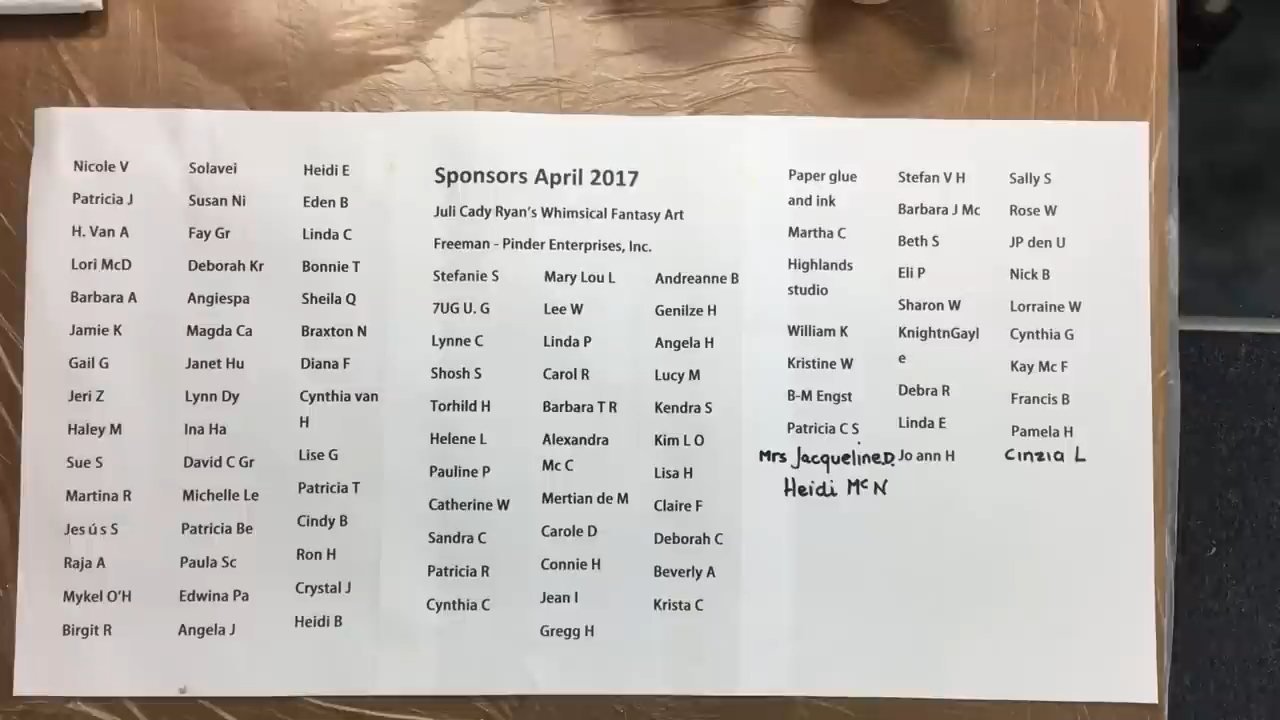 Nicole V
Patricia J
H. Van A
Lori McD
Barbara A
Jamie K
Gail G
Jeri Z
Haley M
Sue S
Martina R
Jes ú s S
Raja A
Mykel O'H
Birgit R
Solavei
Susan Ni
Fay Gr
Deborah Kr
Angiespa
Magda Ca
Janet Hu
Lynn Dy
Ina Ha
David C Gr
Michelle Le
Patricia Be
Paula Sc
Edwina Pa
Angela J
Heidi E
Eden B
Linda C
Bonnie T
Sheila Q
Braxton N
Diana F
Cynthia van
H
Lise G
Patricia T
Cindy B
Ron H
Crystal J
Heidi B
Sponsors April 2017
Juli Cady Ryan's Whimsical Fantasy Art
Freeman - Pinder Enterprises, Inc.
Stefanie S
7UG U. G
Lynne C
Shosh S
Torhild H
Helene L
Pauline P
Catherine W
Sandra C
Patricia R
Cynthia C
Mary Lou L
Lee W
Linda P
Carol R
Barbara T R
Alexandra
Mc C
Mertian de M
Carole D
Connie H
Jean I
Gregg H
Andreanne B
Genilze H
Angela H
Lucy M
Kendra S
Kim L O
Lisa H
Claire F
Deborah C
Beverly A
Krista C
Paper glue
and ink
Martha C
Highlands
studio
William K
Kristine W
B-M Engst
Patricia C S
Mrs Jacqueline D.
Heidi Mc N
Stefan V H
Barbara J Mc
Beth S
Eli P
Sharon W
KnightnGayl
e
Debra R
Linda E
Jo ann H
Sally S
Rose W
JP den U
Nick B
Lorraine W
Cynthia G
Kay Mc F
Francis B
Pamela H
Cinzia L